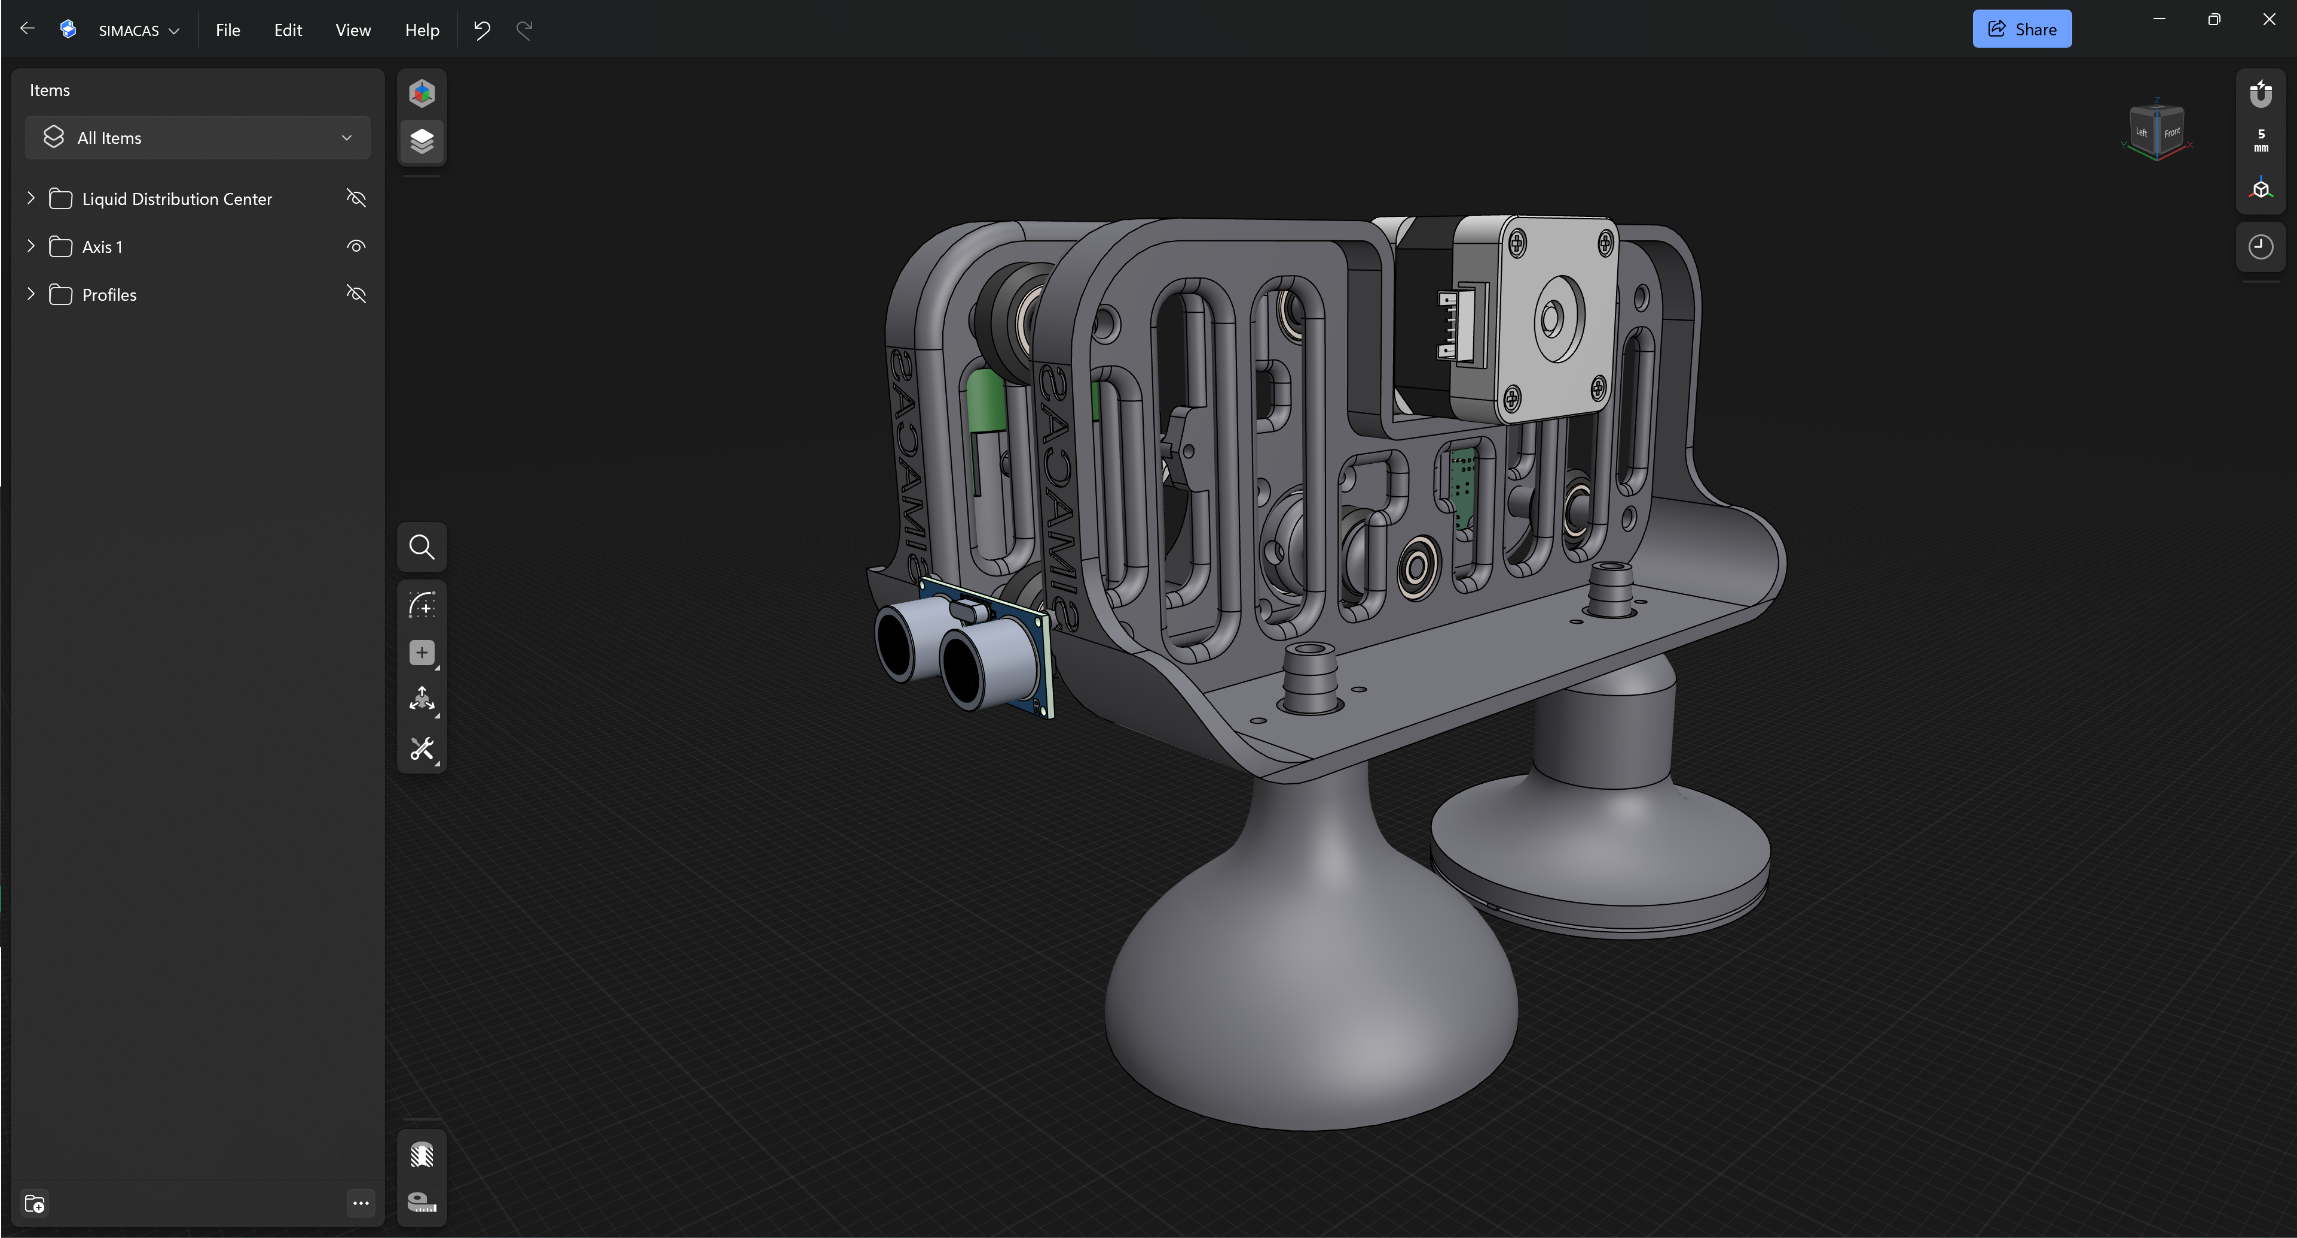 SIMACAS File Edit View Help Share
Items
All Items
Liquid Distribution Center
Axis 1
Profiles
Z
Left Front
Y X
5
mm
SIMACAS
SIMACAS